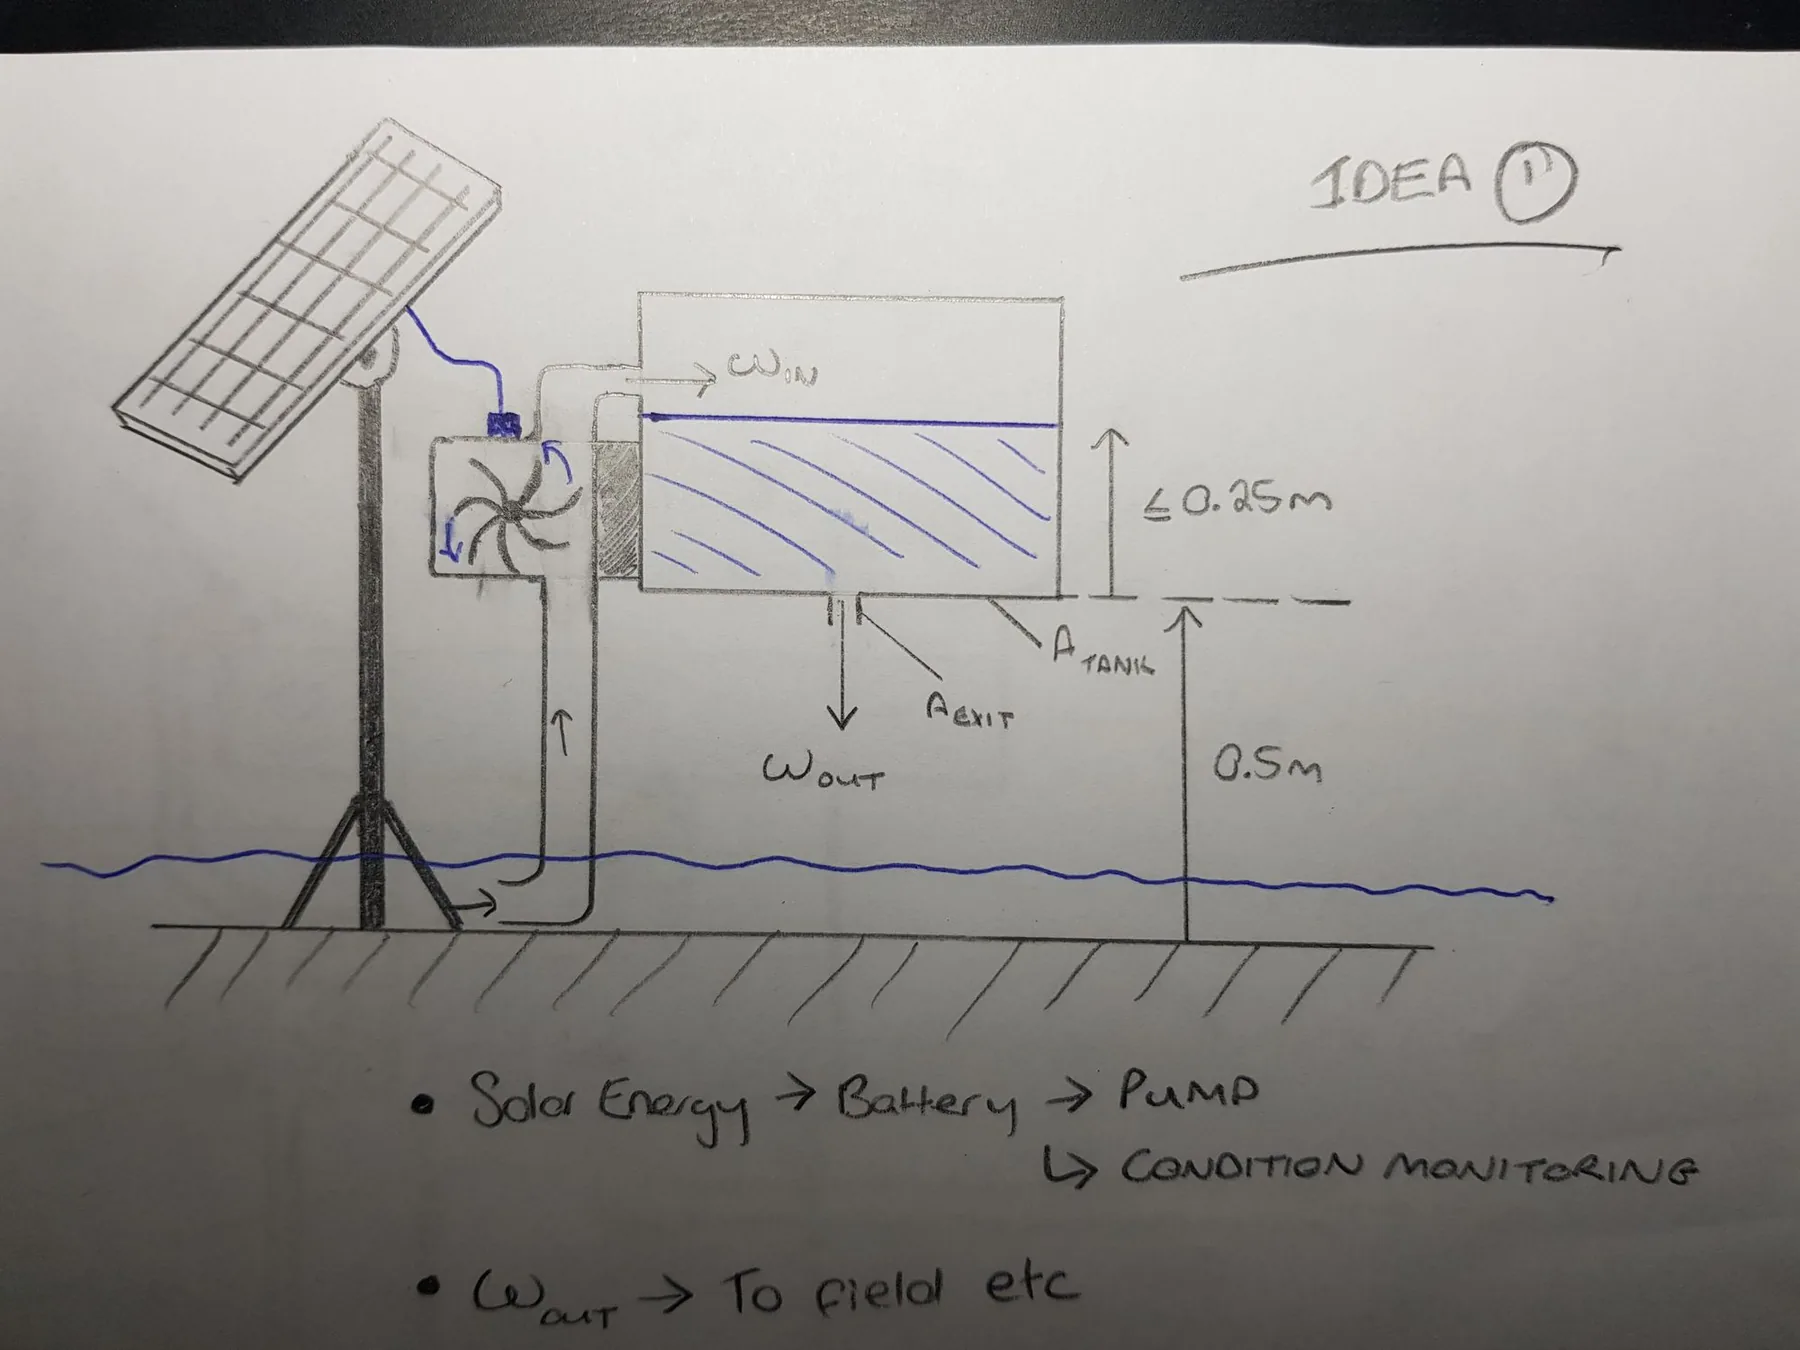 IDEA 1
ωIN
≤ 0.25m
ATANK
AEXIT
ωOUT
0.5m
• Solar Energy → Battery → PUMP
↳ CONDITION MONITORING
• ωOUT → To field etc